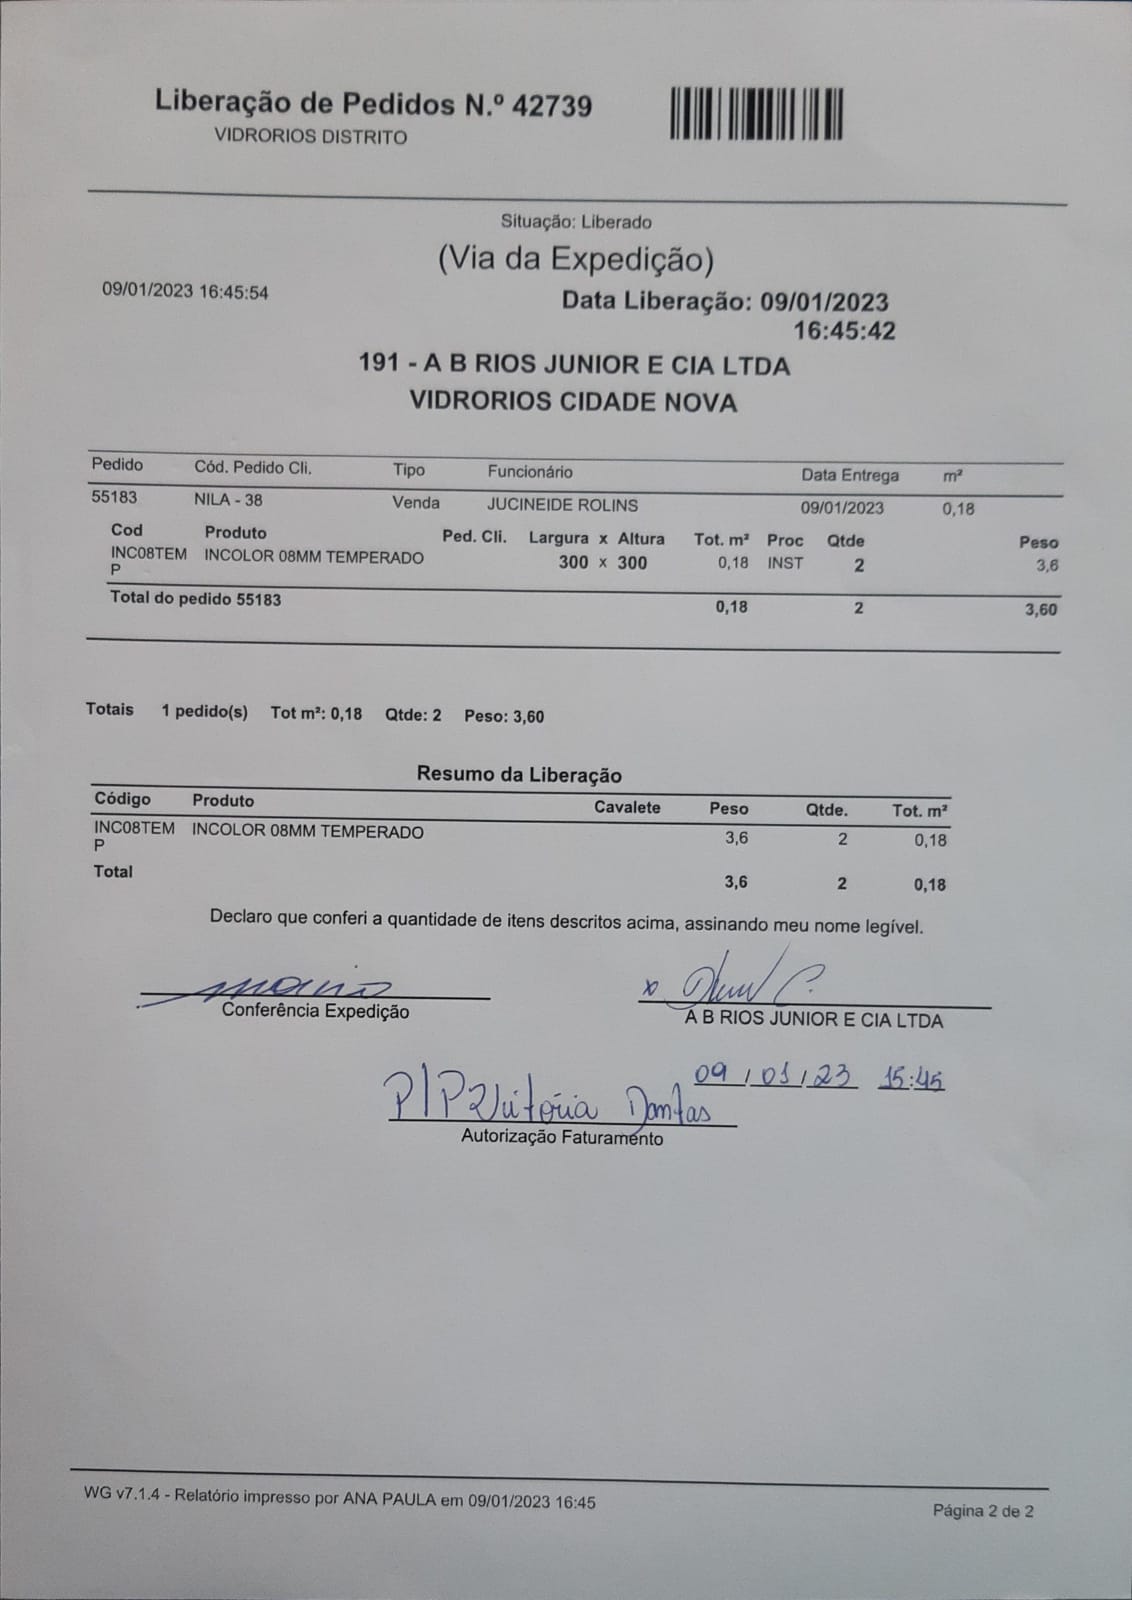 Liberação de Pedidos N.º 42739
VIDRORIOS DISTRITO
Situação: Liberado
(Via da Expedição)
09/01/2023 16:45:54
Data Liberação: 09/01/2023
16:45:42
191 - A B RIOS JUNIOR E CIA LTDA
VIDRORIOS CIDADE NOVA
Pedido Cód. Pedido Cli. Tipo Funcionário Data Entrega m²
55183 NILA - 38 Venda JUCINEIDE ROLINS 09/01/2023 0,18
Cod Produto Ped. Cli. Largura x Altura Tot. m² Proc Qtde Peso
INC08TEM INCOLOR 08MM TEMPERADO 300 x 300 0,18 INST 2 3,6
P
Total do pedido 55183 0,18 2 3,60
Totais 1 pedido(s) Tot m²: 0,18 Qtde: 2 Peso: 3,60
Resumo da Liberação
Código Produto Cavalete Peso Qtde. Tot. m²
INC08TEM INCOLOR 08MM TEMPERADO 3,6 2 0,18
P
Total 3,6 2 0,18
Declaro que conferi a quantidade de itens descritos acima, assinando meu nome legível.
Conferência Expedição
A B RIOS JUNIOR E CIA LTDA
09/01/23 15:45
Vitória Dantas
Autorização Faturamento
WG v7.1.4 - Relatório impresso por ANA PAULA em 09/01/2023 16:45
Página 2 de 2